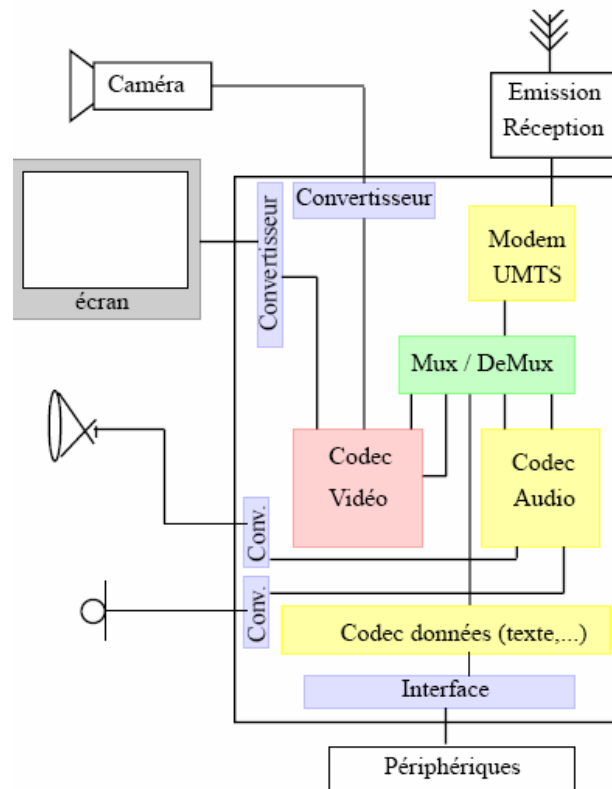 Caméra
Emission
Réception
Convertisseur
Convertisseur
Modem
UMTS
écran
Mux / DeMux
Codec
Vidéo
Codec
Audio
Conv.
Conv.
Codec données (texte,...)
Interface
Périphériques